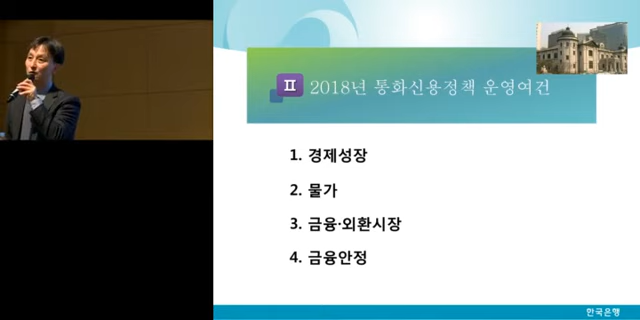 II 2018년 통화신용정책 운영여건
1. 경제성장
2. 물가
3. 금융·외환시장
4. 금융안정
한국은행